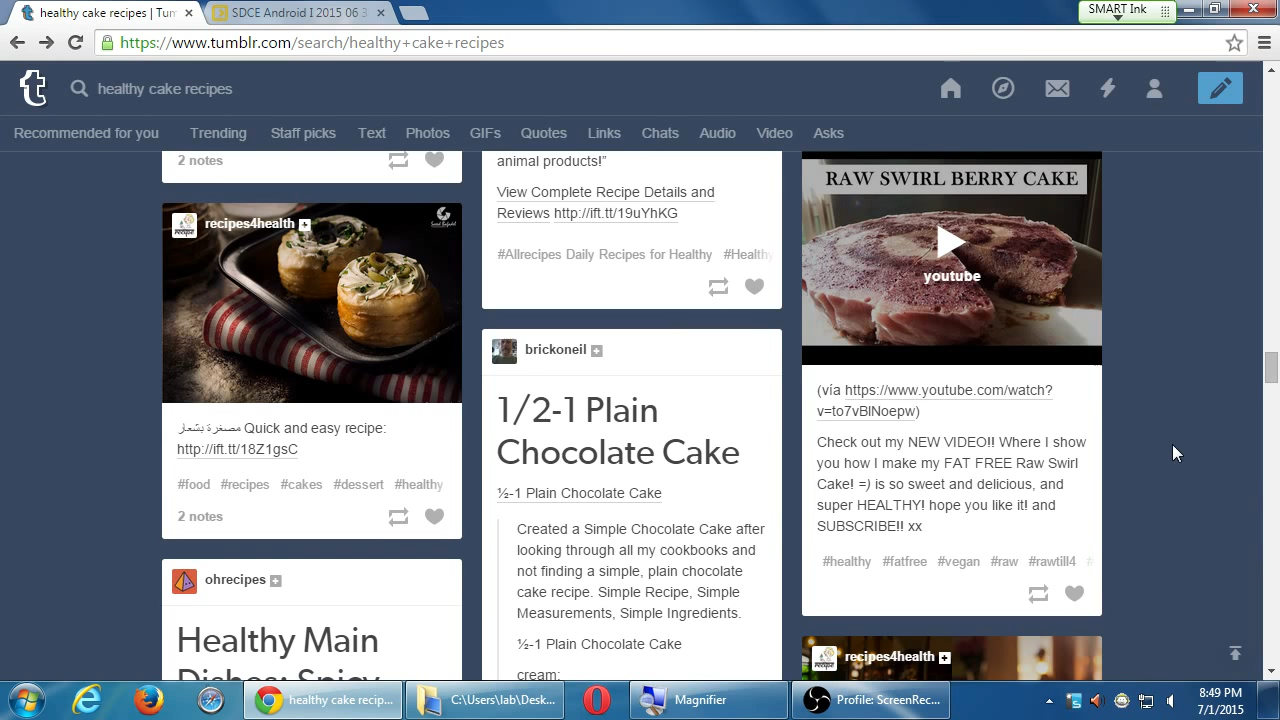 healthy cake recipes | Tum
SDCE Android I 2015 06 3
SMART Ink
https://www.tumblr.com/search/healthy+cake+recipes
t
healthy cake recipes
Recommended for you
Trending
Staff picks
Text
Photos
GIFs
Quotes
Links
Chats
Audio
Video
Asks
2 notes
recipes4health
Quick and easy recipe:
http://ift.tt/18Z1gsC
#food #recipes #cakes #dessert #healthy
2 notes
ohrecipes
Healthy Main
Dishes: Spicy
animal products!”
View Complete Recipe Details and
Reviews http://ift.tt/19uYhKG
#Allrecipes Daily Recipes for Healthy #Healthy
brickoneil
1/2-1 Plain
Chocolate Cake
½-1 Plain Chocolate Cake
Created a Simple Chocolate Cake after
looking through all my cookbooks and
not finding a simple, plain chocolate
cake recipe. Simple Recipe, Simple
Measurements, Simple Ingredients.
½-1 Plain Chocolate Cake
cream:
RAW SWIRL BERRY CAKE
youtube
(vía https://www.youtube.com/watch?
v=to7vBlNoepw)
Check out my NEW VIDEO!! Where I show
you how I make my FAT FREE Raw Swirl
Cake! =) is so sweet and delicious, and
super HEALTHY! hope you like it! and
SUBSCRIBE!! xx
#healthy #fatfree #vegan #raw #rawtill4 #
recipes4health
healthy cake recip...
C:\Users\lab\Desk...
Magnifier
Profile: ScreenRec...
8:49 PM
7/1/2015